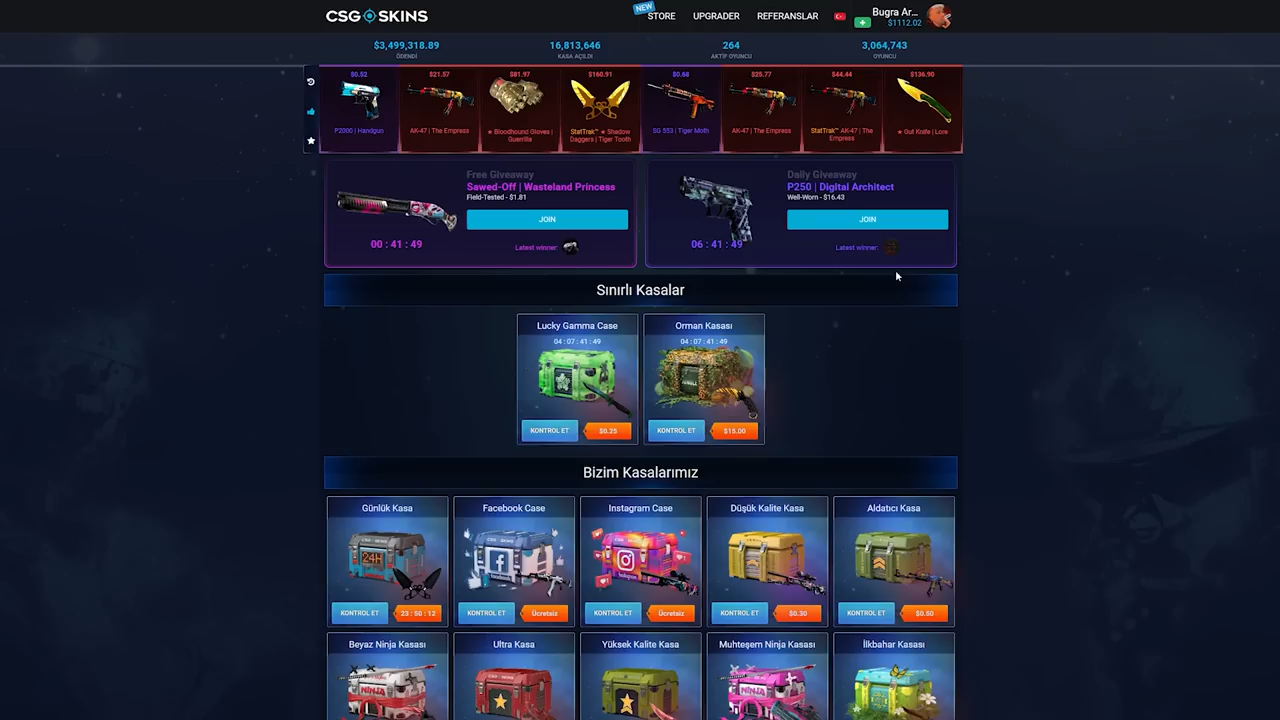 CSG SKINS
NEW
STORE
UPGRADER
REFERANSLAR
Bugra Ar...
$1112.02
$3,499,318.89
ÖDENDİ
16,813,646
KASA AÇILDI
264
AKTİF OYUNCU
3,064,743
OYUNCU
$0.52
P2000 | Handgun
$21.57
AK-47 | The Empress
$81.97
★ Bloodhound Gloves |
Guerrilla
$160.91
StatTrak™ ★ Shadow
Daggers | Tiger Tooth
$0.68
SG 553 | Tiger Moth
$25.77
AK-47 | The Empress
$44.44
StatTrak™ AK-47 | The
Empress
$136.90
★ Gut Knife | Lore
Free Giveaway
Sawed-Off | Wasteland Princess
Field-Tested - $1.81
JOIN
00 : 41 : 49
Latest winner:
Daily Giveaway
P250 | Digital Architect
Well-Worn - $16.43
JOIN
06 : 41 : 49
Latest winner:
Sınırlı Kasalar
Lucky Gamma Case
04 : 07 : 41 : 49
KONTROL ET
$0.25
Orman Kasası
04 : 07 : 41 : 49
KONTROL ET
$15.00
Bizim Kasalarımız
Günlük Kasa
24H
KONTROL ET
23 : 50 : 12
Facebook Case
KONTROL ET
Ücretsiz
Instagram Case
KONTROL ET
Ücretsiz
Düşük Kalite Kasa
KONTROL ET
$0.30
Aldatıcı Kasa
KONTROL ET
$0.50
Beyaz Ninja Kasası
NINJA
Ultra Kasa
Yüksek Kalite Kasa
Muhteşem Ninja Kasası
NINJA
İlkbahar Kasası